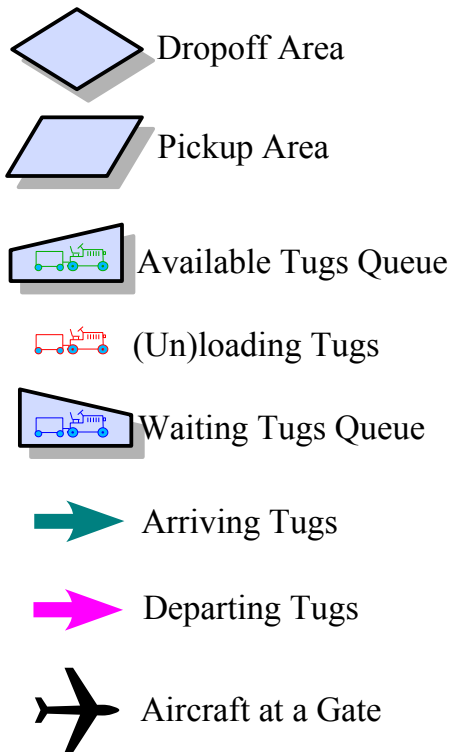 Dropoff Area
Pickup Area
Available Tugs Queue
(Un)loading Tugs
Waiting Tugs Queue
Arriving Tugs
Departing Tugs
Aircraft at a Gate